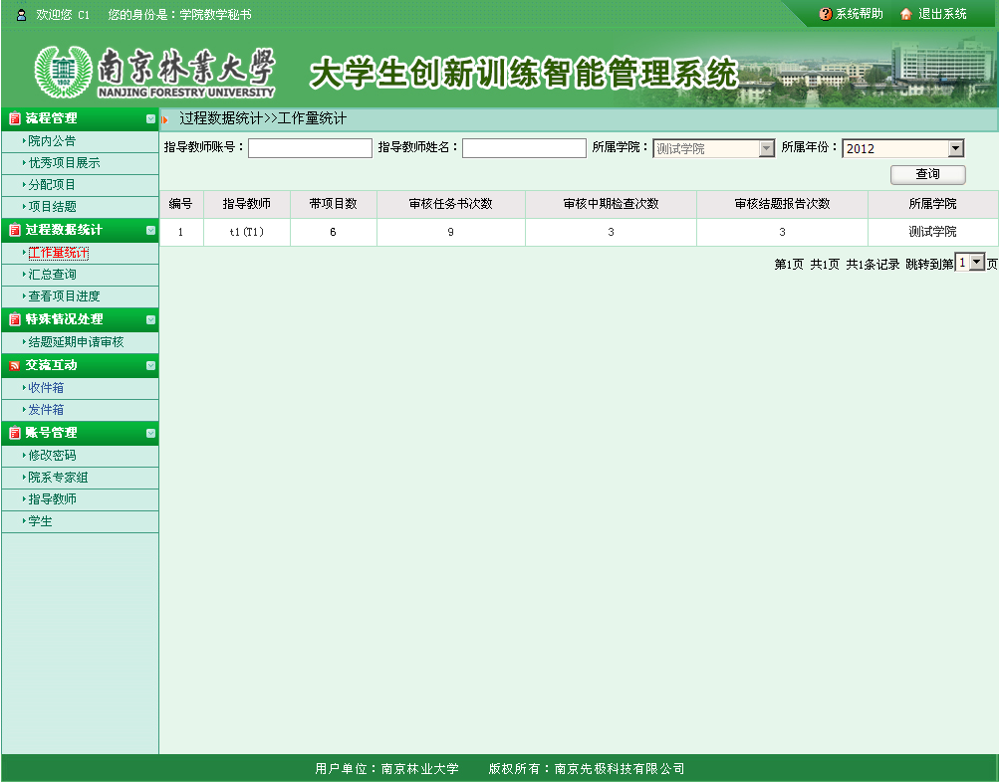 欢迎您 C1 您的身份是：学院教学秘书 系统帮助 退出系统
南京林業大學
NANJING FORESTRY UNIVERSITY
大学生创新训练智能管理系统
流程管理
院内公告
优秀项目展示
分配项目
项目结题
过程数据统计
工作量统计
汇总查询
查看项目进度
特殊情况处理
结题延期申请审核
交流互动
收件箱
发件箱
账号管理
修改密码
院系专家组
指导教师
学生
过程数据统计>>工作量统计
指导教师账号： 指导教师姓名： 所属学院： 测试学院 所属年份： 2012
查询
编号 指导教师 带项目数 审核任务书次数 审核中期检查次数 审核结题报告次数 所属学院
1 t1(T1) 6 9 3 3 测试学院
第1页 共1页 共1条记录 跳转到第 1 页
用户单位：南京林业大学 版权所有：南京先极科技有限公司